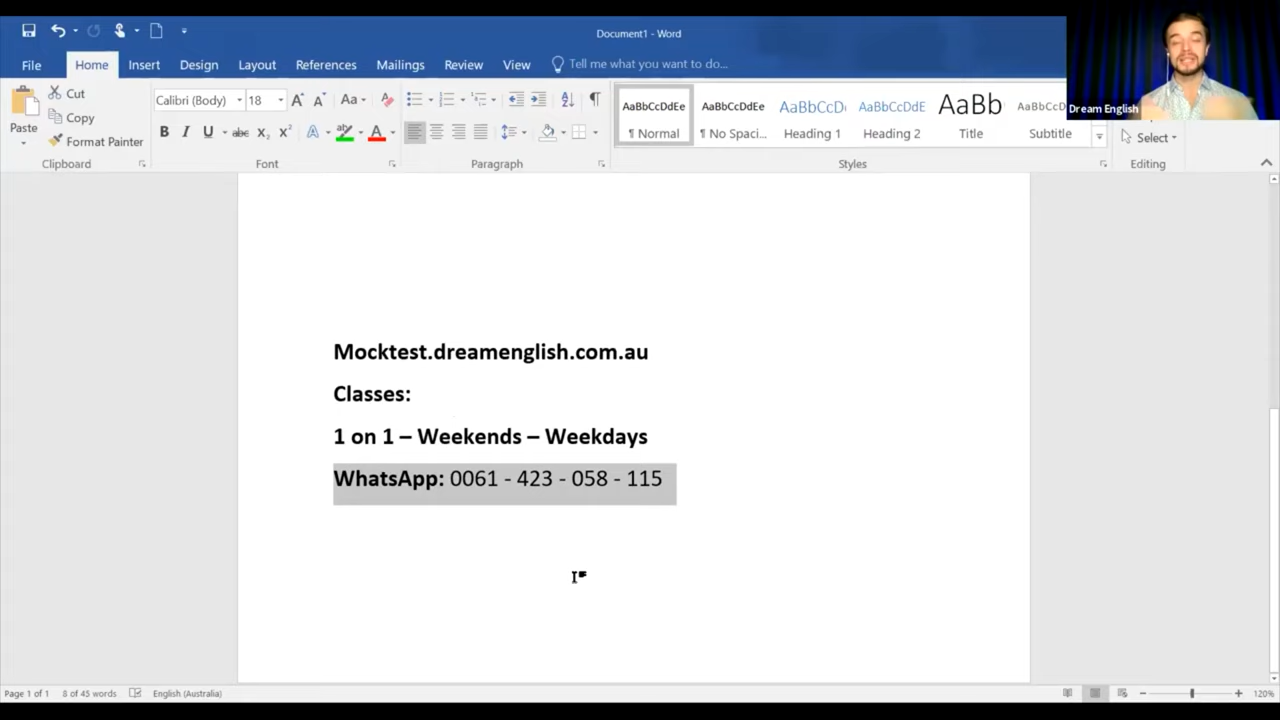 Document1 - Word
File Home Insert Design Layout References Mailings Review View Tell me what you want to do...
Dream English
Paste
Cut
Copy
Format Painter
Clipboard
Calibri (Body) 18
Font
Paragraph
AaBbCcDdEe AaBbCcDdEe AaBbCcD AaBbCcDdE AaBb AaBbCcD
¶ Normal ¶ No Spaci... Heading 1 Heading 2 Title Subtitle
Styles
Select
Editing
Mocktest.dreamenglish.com.au
Classes:
1 on 1 – Weekends – Weekdays
WhatsApp: 0061 - 423 - 058 - 115
Page 1 of 1 8 of 45 words English (Australia) 120%